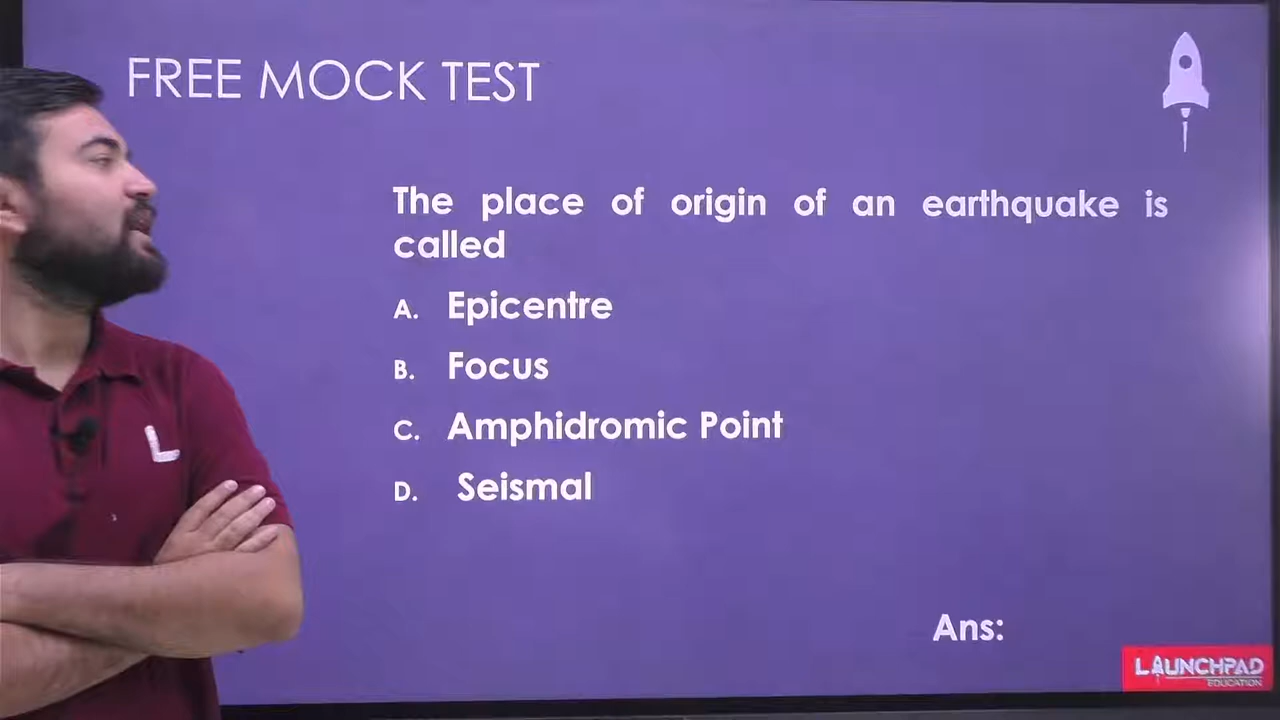 FREE MOCK TEST
The place of origin of an earthquake is
called
A. Epicentre
B. Focus
C. Amphidromic Point
D. Seismal
L
Ans:
LAUNCHPAD
EDUCATION